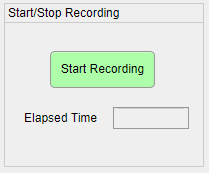 Start/Stop Recording
Start Recording
Elapsed Time